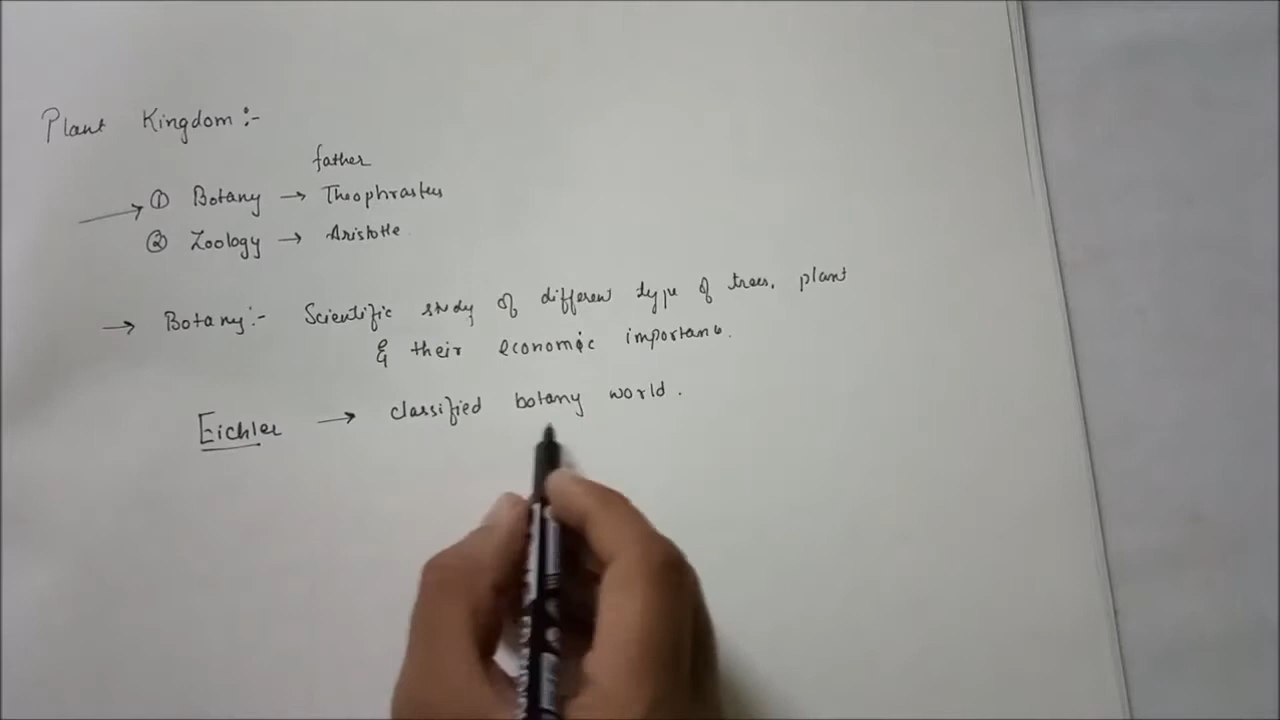 Plant Kingdom :-
father
→ ① Botany → Theophrastus
② Zoology → Aristotle
→ Botany :- Scientific study of different type of trees, plant
& their economic importance.
Eichler → classified botany world.